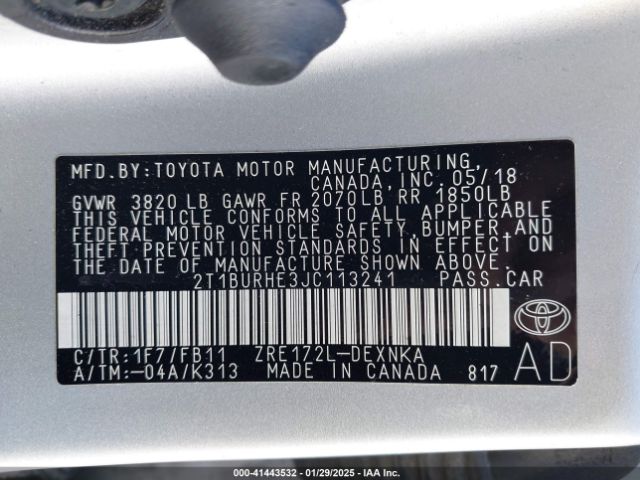 MFD.BY:TOYOTA MOTOR MANUFACTURING,
CANADA, INC. 05/18
GVWR 3820 LB GAWR FR 2070LB RR 1850LB
THIS VEHICLE CONFORMS TO ALL APPLICABLE
FEDERAL MOTOR VEHICLE SAFETY, BUMPER, AND
THEFT PREVENTION STANDARDS IN EFFECT ON
THE DATE OF MANUFACTURE SHOWN ABOVE.
2T1BURHE3JC113241 PASS.CAR
C/TR:1F7/FB11 ZRE172L-DEXNKA
A/TM:-04A/K313 MADE IN CANADA 817
AD
000-41443532 — 01/29/2025 — IAA Inc.